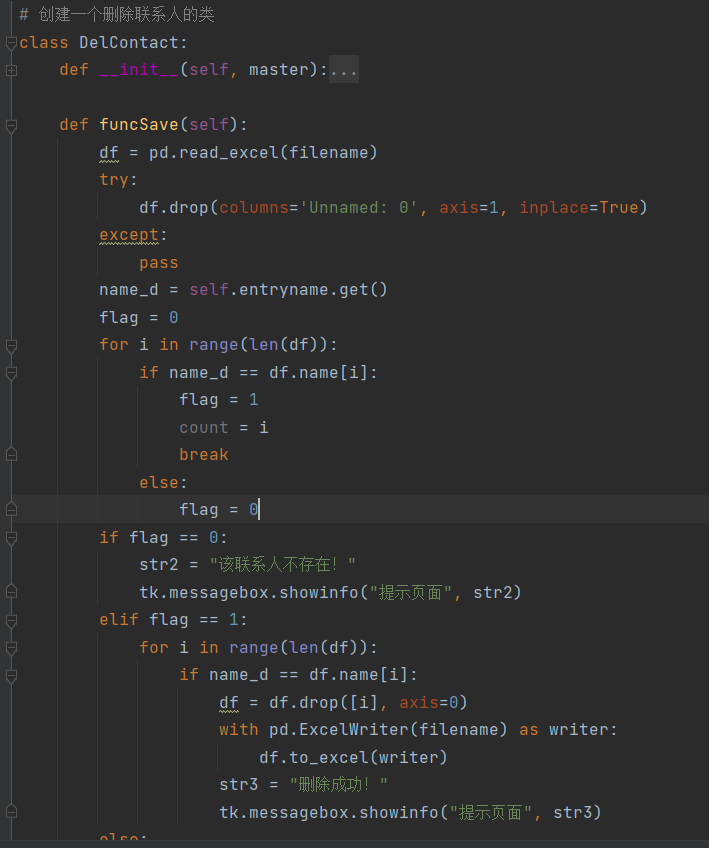 # 创建一个删除联系人的类
class DelContact:
    def __init__(self, master):...
    def funcSave(self):
        df = pd.read_excel(filename)
        try:
            df.drop(columns='Unnamed: 0', axis=1, inplace=True)
        except:
            pass
        name_d = self.entryname.get()
        flag = 0
        for i in range(len(df)):
            if name_d == df.name[i]:
                flag = 1
                count = i
                break
            else:
                flag = 0
        if flag == 0:
            str2 = "该联系人不存在！"
            tk.messagebox.showinfo("提示页面", str2)
        elif flag == 1:
            for i in range(len(df)):
                if name_d == df.name[i]:
                    df = df.drop([i], axis=0)
                    with pd.ExcelWriter(filename) as writer:
                        df.to_excel(writer)
                    str3 = "删除成功！"
                    tk.messagebox.showinfo("提示页面", str3)
        else: